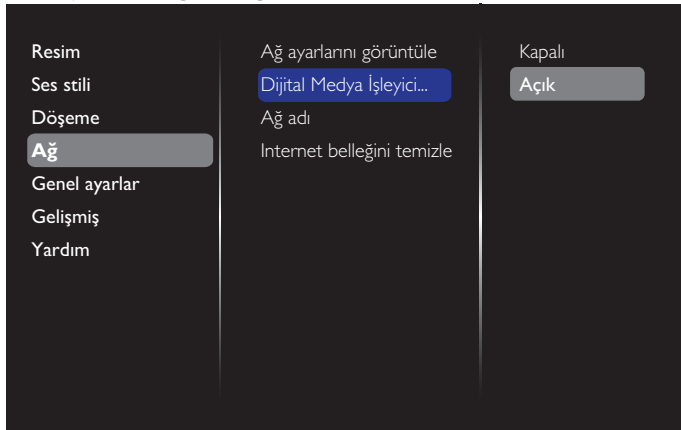 Resim
Ses stili
Döşeme
Ağ
Genel ayarlar
Gelişmiş
Yardım
Ağ ayarlarını görüntüle
Dijital Medya İşleyici...
Ağ adı
Internet belleğini temizle
Kapalı
Açık